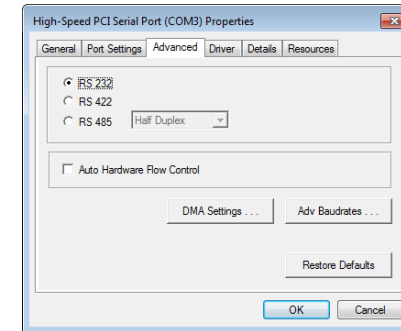 High-Speed PCI Serial Port (COM3) Properties
General Port Settings Advanced Driver Details Resources
RS 232
RS 422
RS 485 Half Duplex
Auto Hardware Flow Control
DMA Settings . . . Adv Baudrates . . .
Restore Defaults
OK Cancel